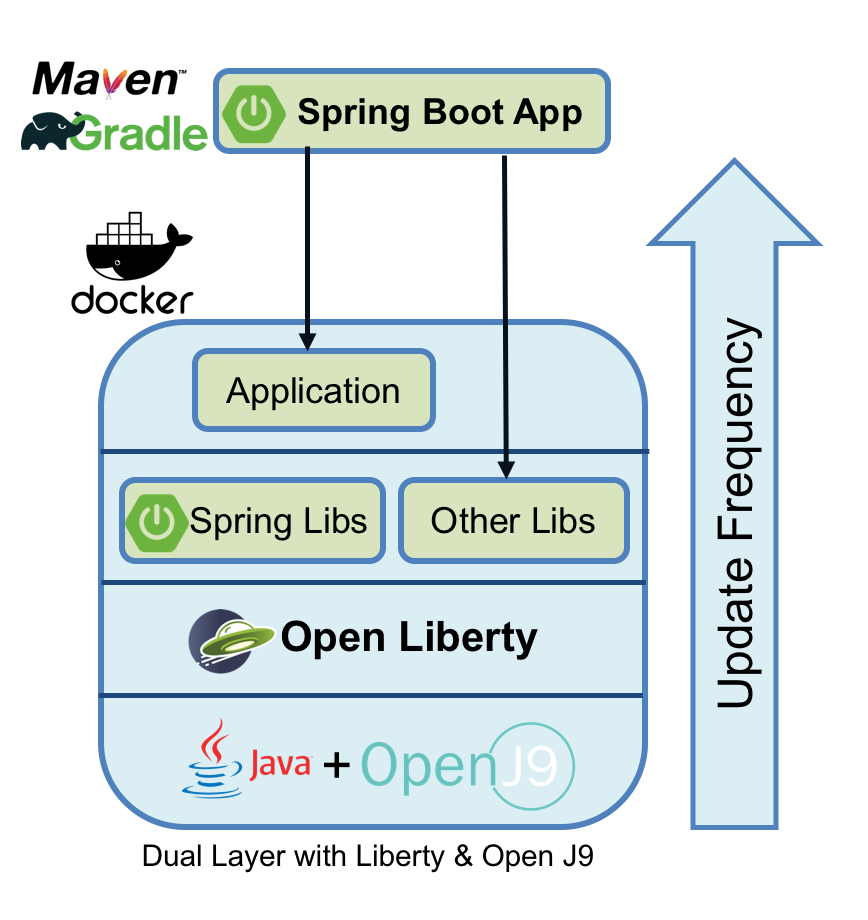 Maven™
Gradle
Spring Boot App
docker
Application
Spring Libs
Other Libs
Open Liberty
Java + OpenJ9
Dual Layer with Liberty & Open J9
Update Frequency